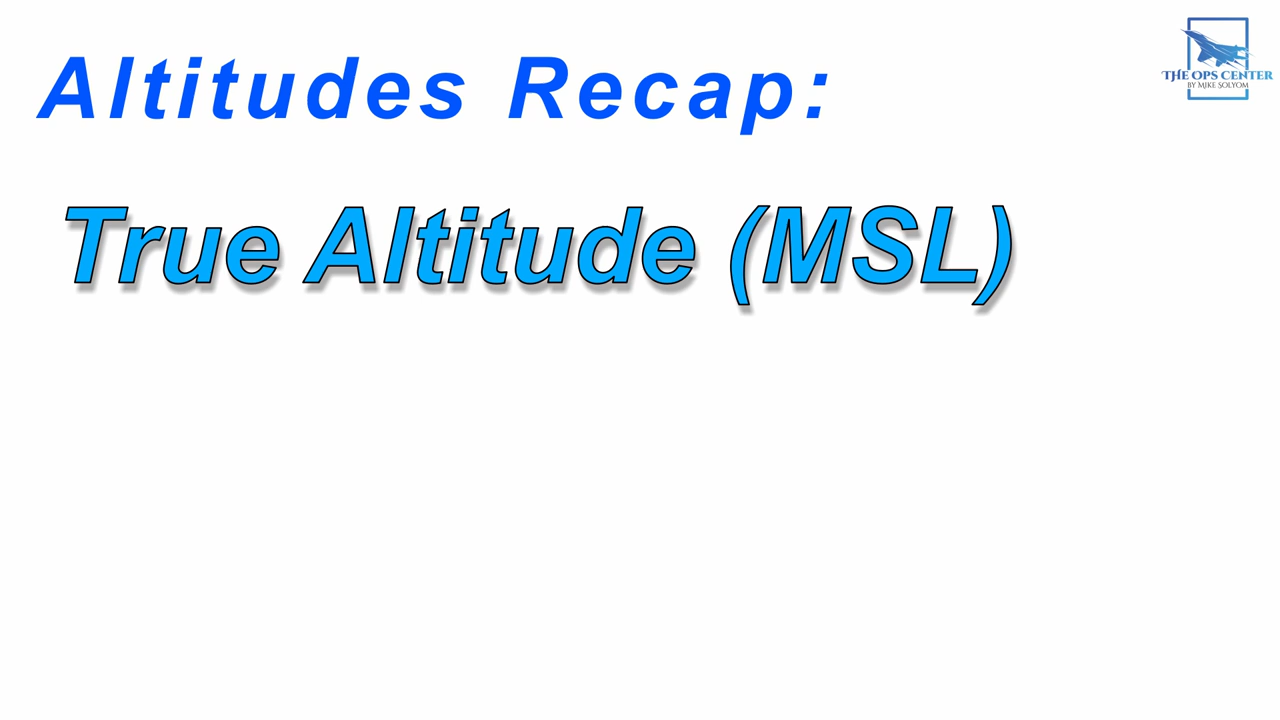 Altitudes Recap:
True Altitude (MSL)
THE OPS CENTER
BY MIKE SOLYOM